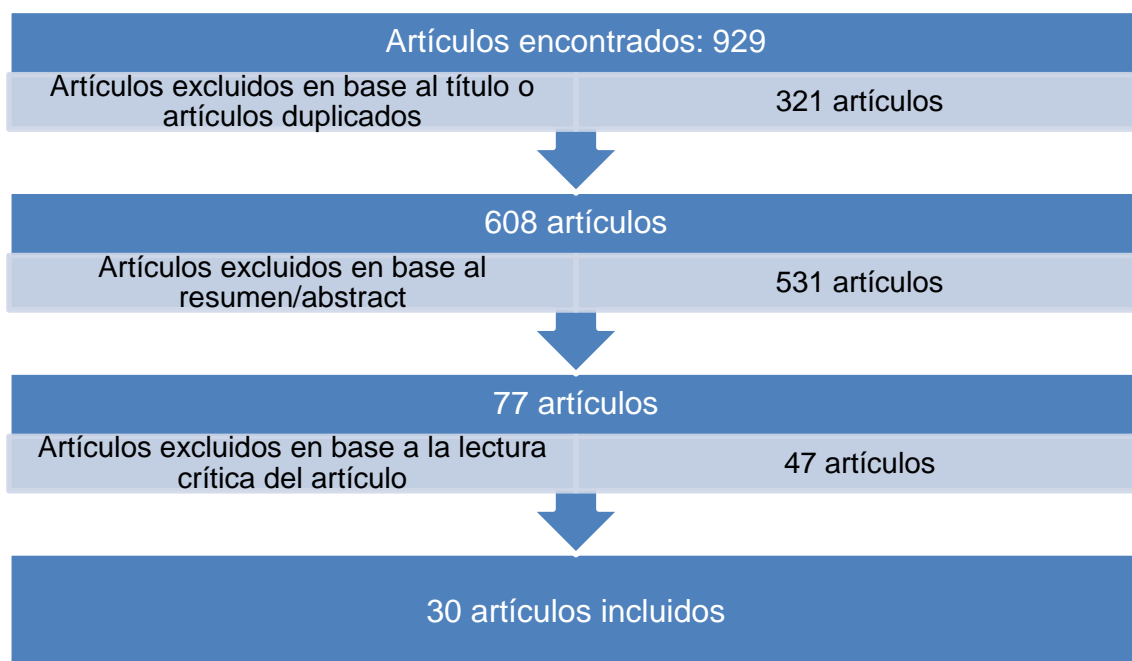 Artículos encontrados: 929
Artículos excluidos en base al título o
artículos duplicados
321 artículos
608 artículos
Artículos excluidos en base al
resumen/abstract
531 artículos
77 artículos
Artículos excluidos en base a la lectura
crítica del artículo
47 artículos
30 artículos incluidos